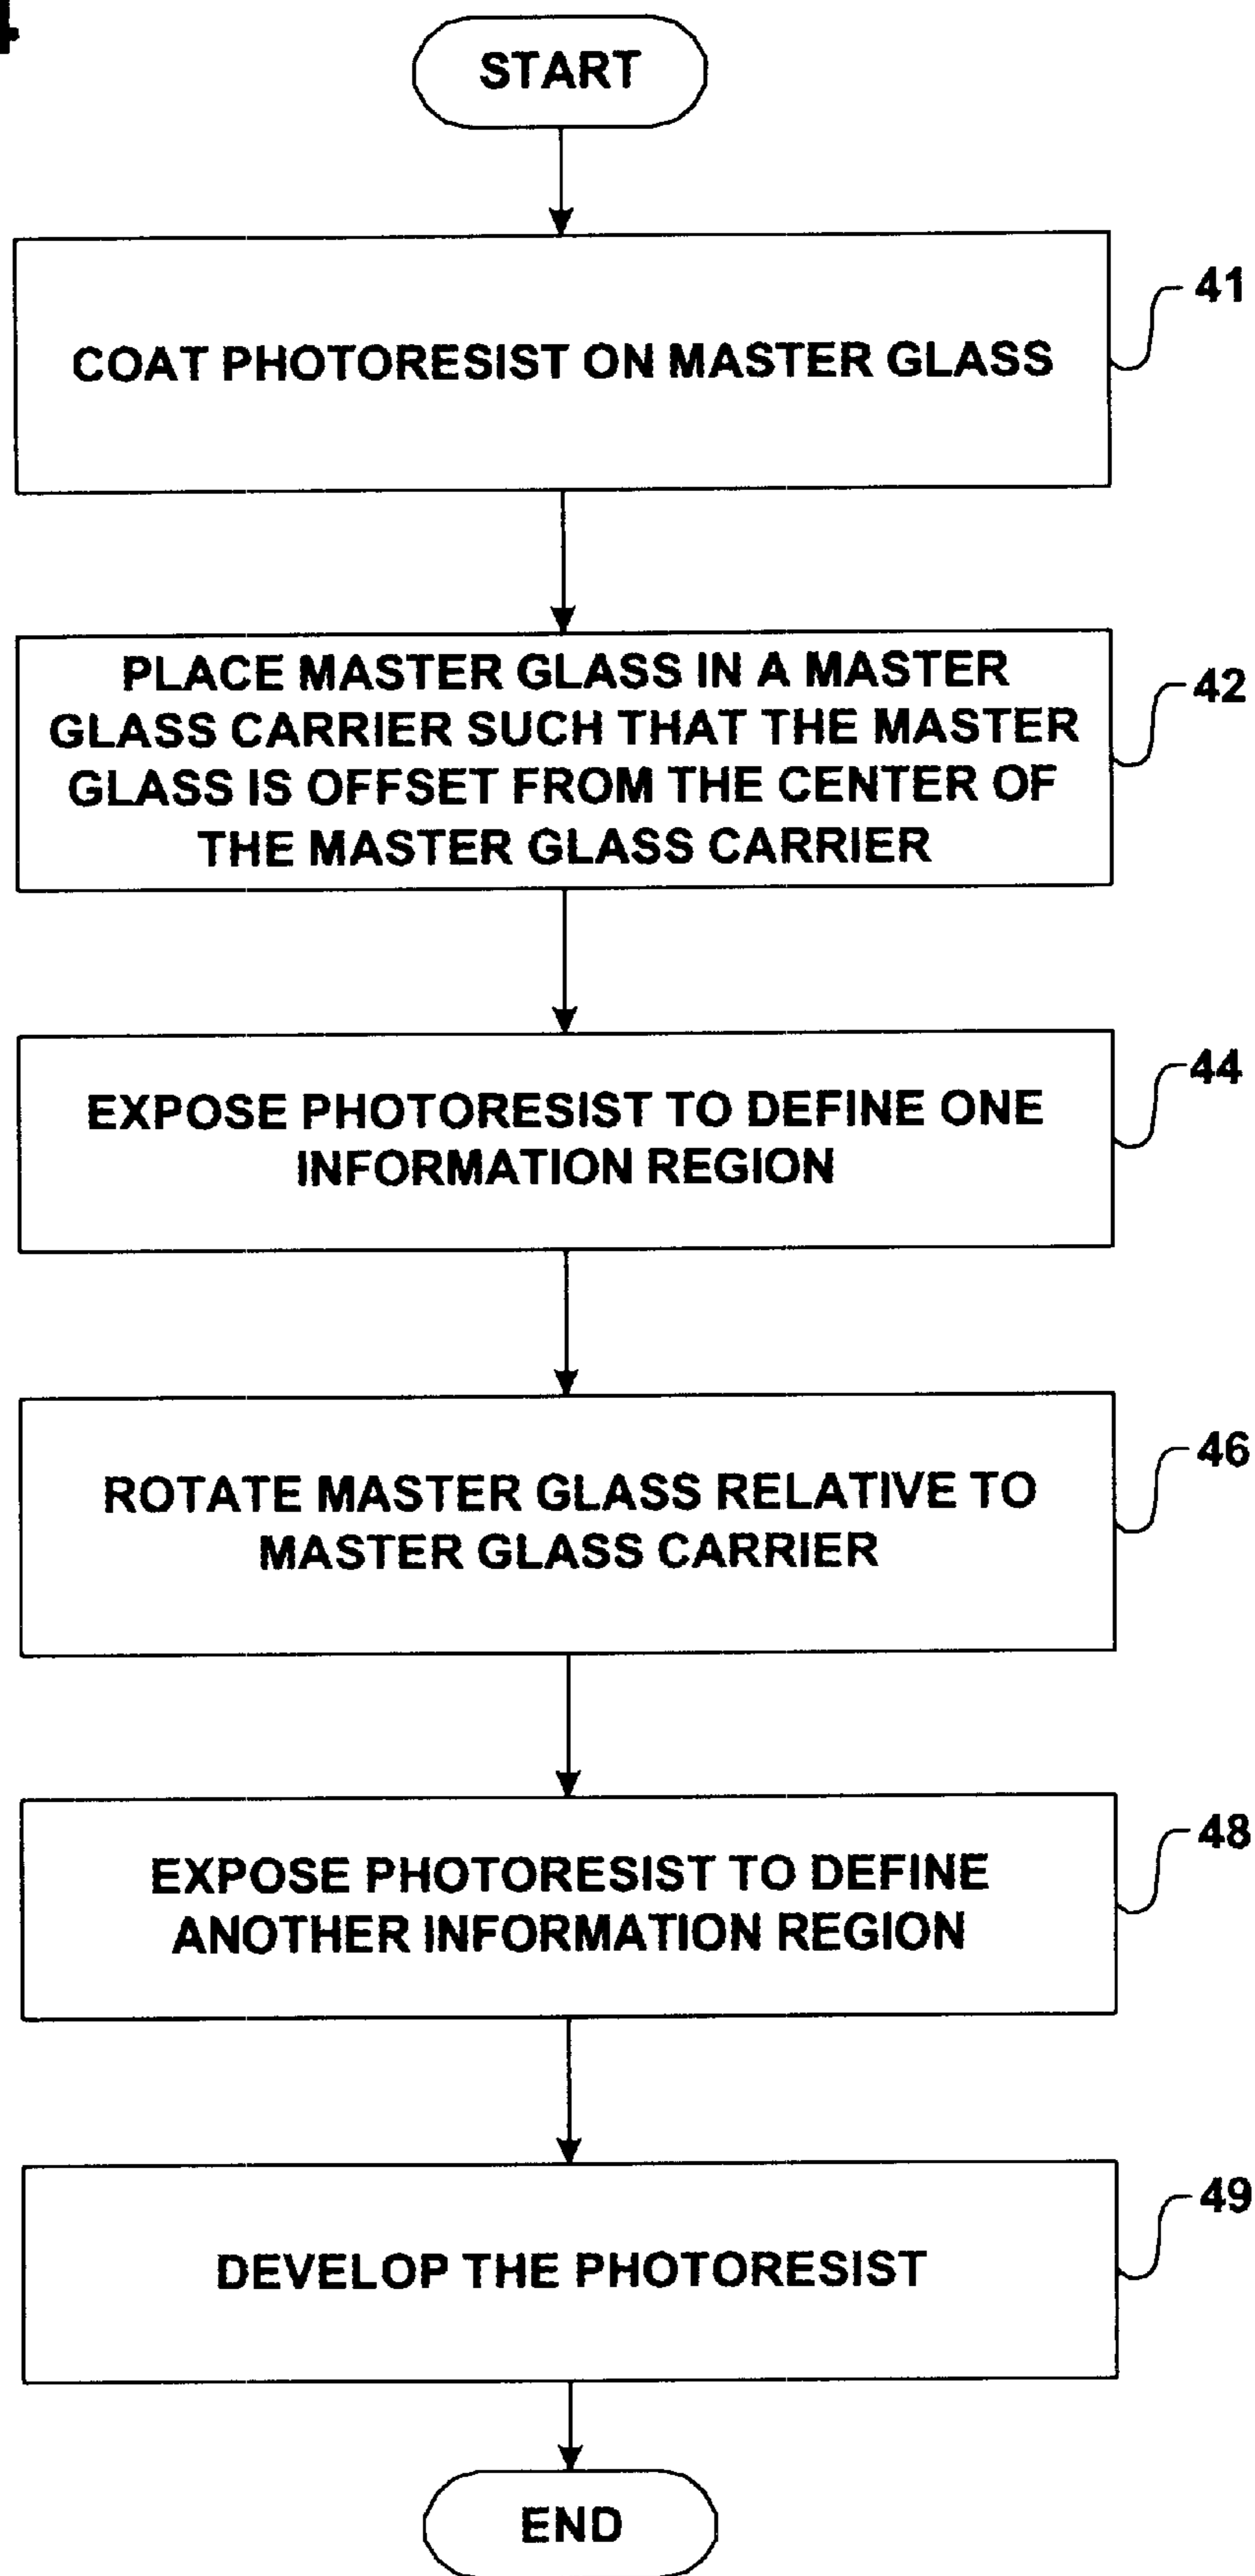 4
START
COAT PHOTORESIST ON MASTER GLASS
41
PLACE MASTER GLASS IN A MASTER
GLASS CARRIER SUCH THAT THE MASTER
GLASS IS OFFSET FROM THE CENTER OF
THE MASTER GLASS CARRIER
42
EXPOSE PHOTORESIST TO DEFINE ONE
INFORMATION REGION
44
ROTATE MASTER GLASS RELATIVE TO
MASTER GLASS CARRIER
46
EXPOSE PHOTORESIST TO DEFINE
ANOTHER INFORMATION REGION
48
DEVELOP THE PHOTORESIST
49
END